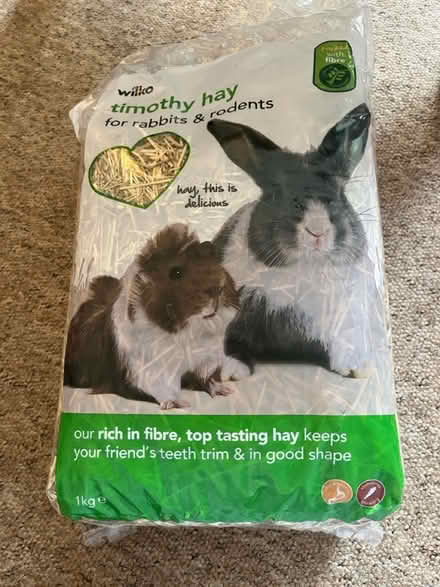 wilko
timothy hay
for rabbits & rodents
with
fibre
hay, this is
delicious
our rich in fibre, top tasting hay keeps
your friend's teeth trim & in good shape
1kg e